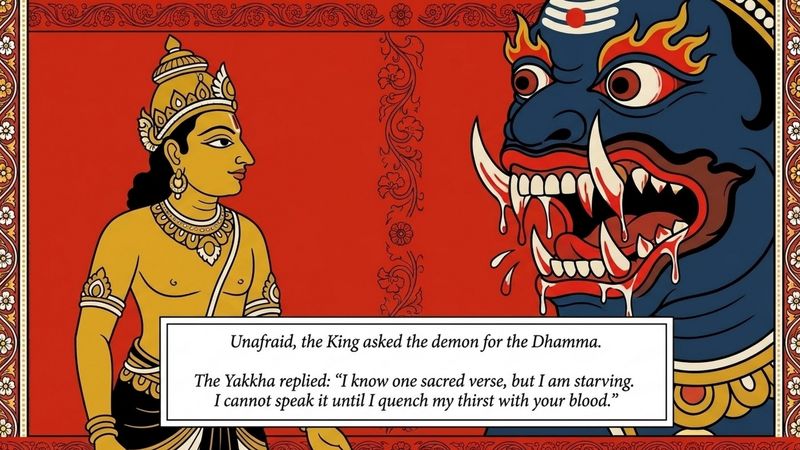 Unafraid, the King asked the demon for the Dhamma.
The Yakkha replied: “I know one sacred verse, but I am starving.
I cannot speak it until I quench my thirst with your blood.”